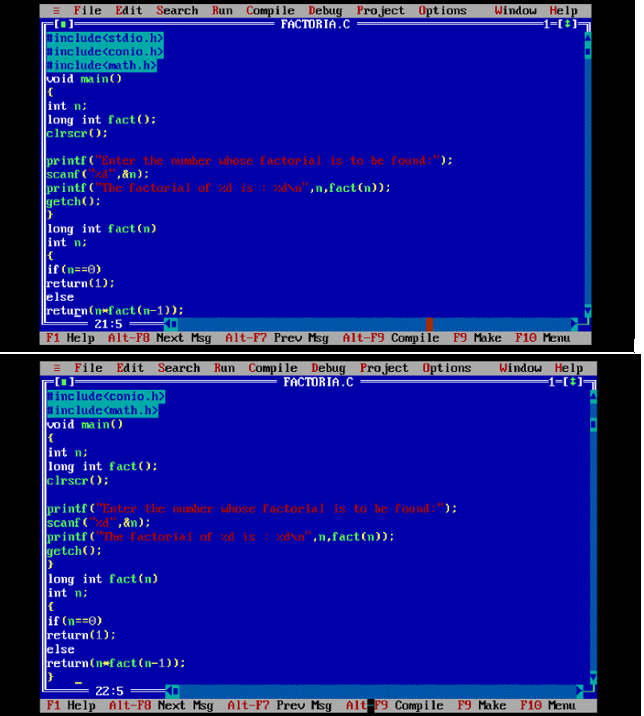 ≡ File Edit Search Run Compile Debug Project Options Window Help
[■] FACTORIA.C 1=[↕]
#include<stdio.h>
#include<conio.h>
#include<math.h>
void main()
{
int n;
long int fact();
clrscr();
printf("Enter the number whose factorial is to be found:");
scanf("%d",&n);
printf("The factorial of %d is : %d\n",n,fact(n));
getch();
}
long int fact(n)
int n;
{
if(n==0)
return(1);
else
return(n*fact(n-1));
21:5
F1 Help Alt-F8 Next Msg Alt-F7 Prev Msg Alt-F9 Compile F9 Make F10 Menu
≡ File Edit Search Run Compile Debug Project Options Window Help
[■] FACTORIA.C 1=[↕]
#include<conio.h>
#include<math.h>
void main()
{
int n;
long int fact();
clrscr();
printf("Enter the number whose factorial is to be found:");
scanf("%d",&n);
printf("The factorial of %d is : %d\n",n,fact(n));
getch();
}
long int fact(n)
int n;
{
if(n==0)
return(1);
else
return(n*fact(n-1));
}
22:5
F1 Help Alt-F8 Next Msg Alt-F7 Prev Msg Alt-F9 Compile F9 Make F10 Menu